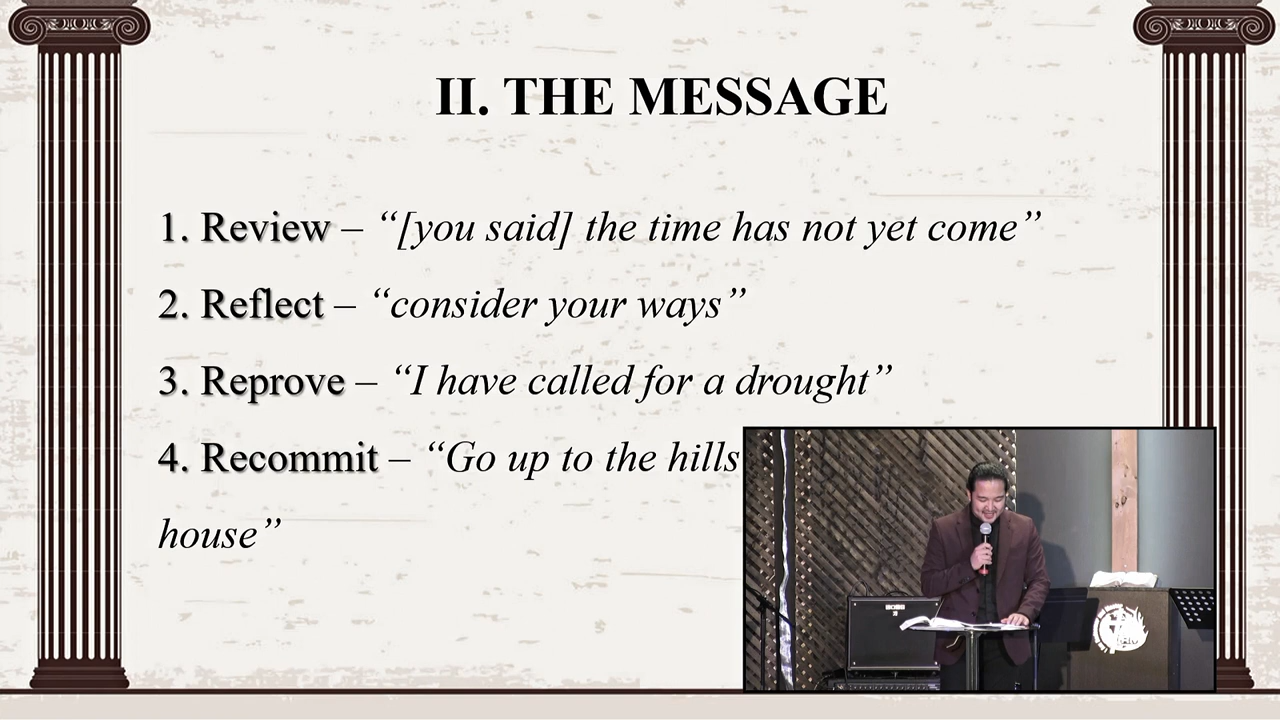 II. THE MESSAGE
1. Review – “[you said] the time has not yet come”
2. Reflect – “consider your ways”
3. Reprove – “I have called for a drought”
4. Recommit – “Go up to the hills
house”